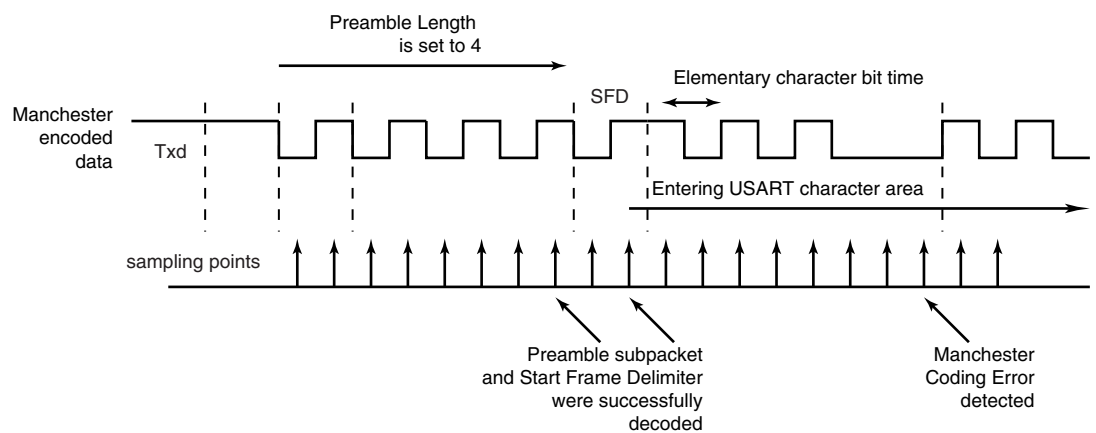 Preamble Length
is set to 4
Elementary character bit time
SFD
Manchester
encoded
data
Txd
Entering USART character area
sampling points
Preamble subpacket
and Start Frame Delimiter
were successfully
decoded
Manchester
Coding Error
detected